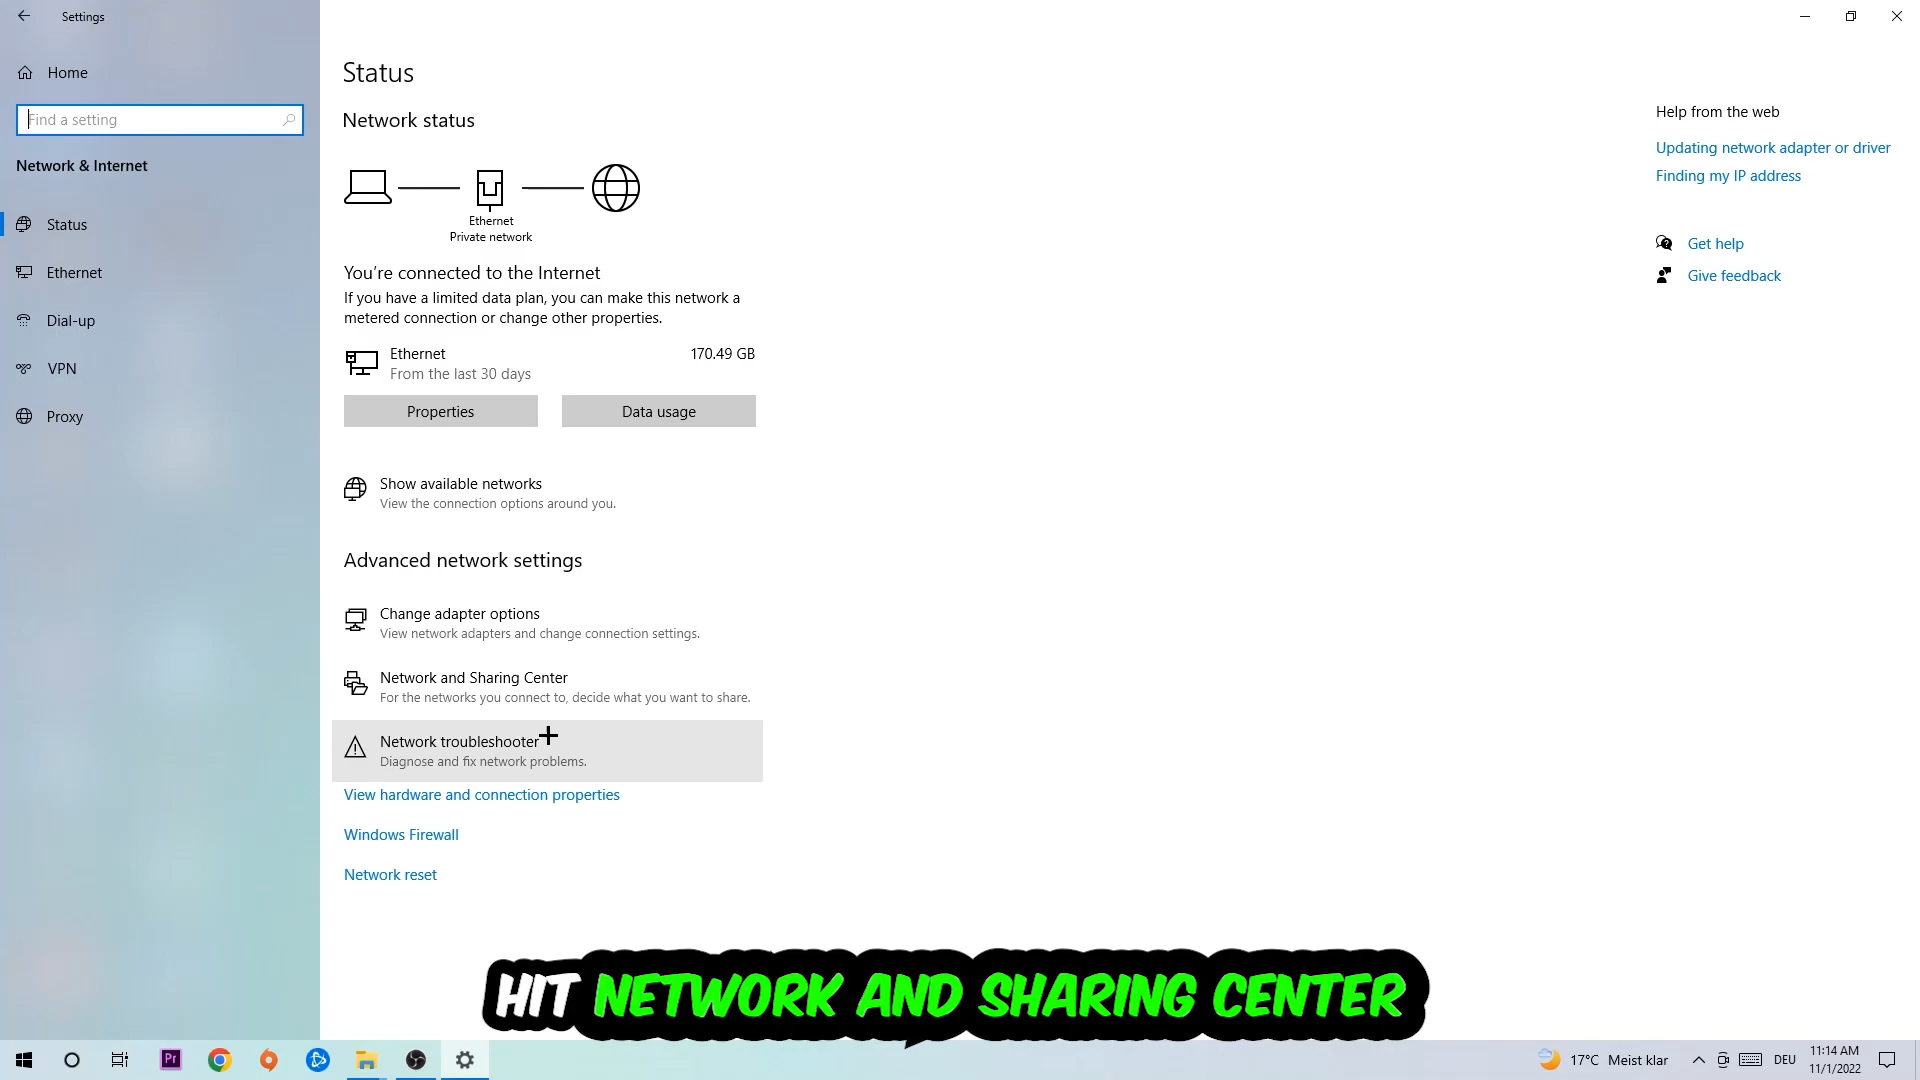 Settings
Home
Find a setting
Network & Internet
Status
Ethernet
Dial-up
VPN
Proxy
Status
Network status
Ethernet
Private network
You're connected to the Internet
If you have a limited data plan, you can make this network a
metered connection or change other properties.
Ethernet 170.49 GB
From the last 30 days
Properties Data usage
Show available networks
View the connection options around you.
Advanced network settings
Change adapter options
View network adapters and change connection settings.
Network and Sharing Center
For the networks you connect to, decide what you want to share.
Network troubleshooter
Diagnose and fix network problems.
View hardware and connection properties
Windows Firewall
Network reset
Help from the web
Updating network adapter or driver
Finding my IP address
Get help
Give feedback
HIT NETWORK AND SHARING CENTER
Pr
17°C Meist klar DEU 11:14 AM
11/1/2022